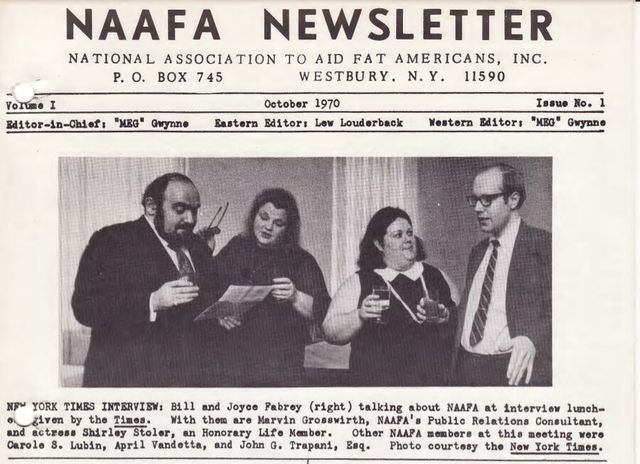 NAAFA NEWSLETTER
NATIONAL ASSOCIATION TO AID FAT AMERICANS, INC.
P. O. BOX 745 WESTBURY, N.Y. 11590
Volume I October 1970 Issue No. 1
Editor-in-Chief: "MEG" Gwynne Eastern Editor: Lew Louderback Western Editor: "MEG" Gwynne
NEW YORK TIMES INTERVIEW: Bill and Joyce Fabrey (right) talking about NAAFA at interview lunch-
given by the Times. With them are Marvin Grosswirth, NAAFA's Public Relations Consultant,
and actress Shirley Stoler, an Honorary Life Member. Other NAAFA members at this meeting were
Carole S. Lubin, April Vandetta, and John G. Trapani, Esq. Photo courtesy the New York Times.